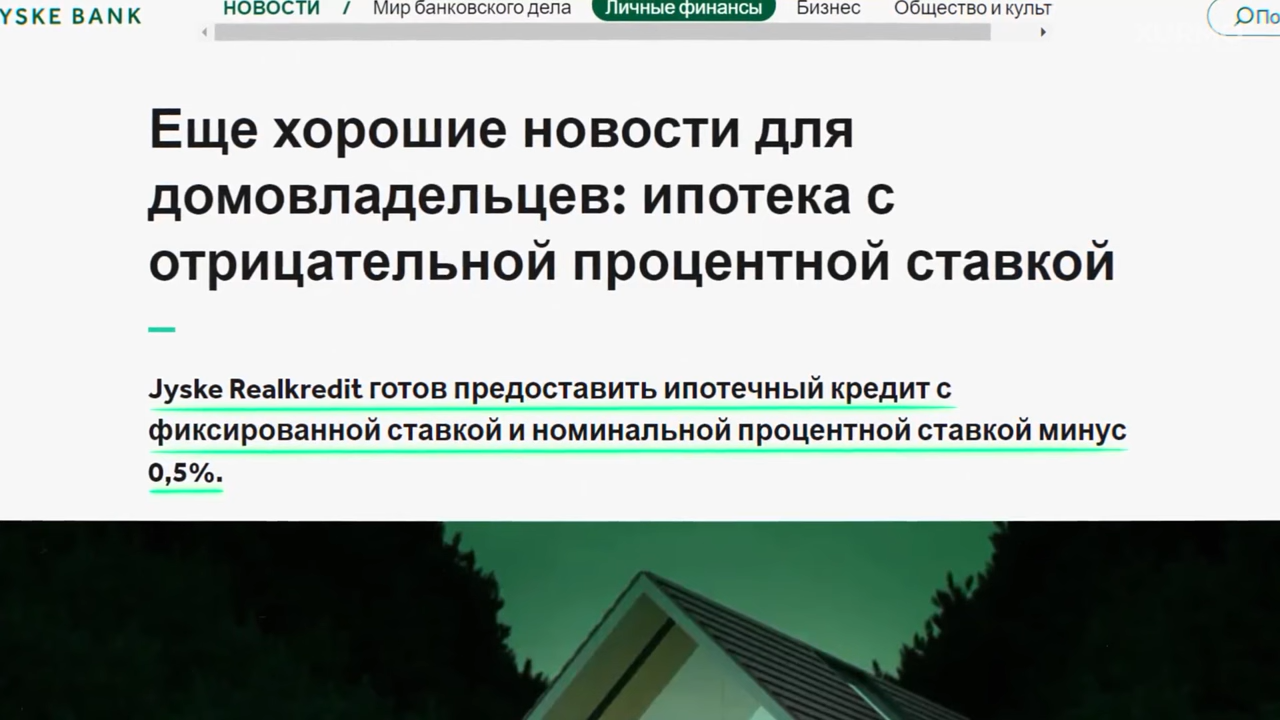 YSKE BANK
НОВОСТИ / Мир банковского дела Личные финансы Бизнес Общество и культ
По
Еще хорошие новости для
домовладельцев: ипотека с
отрицательной процентной ставкой
Jyske Realkredit готов предоставить ипотечный кредит с
фиксированной ставкой и номинальной процентной ставкой минус
0,5%.